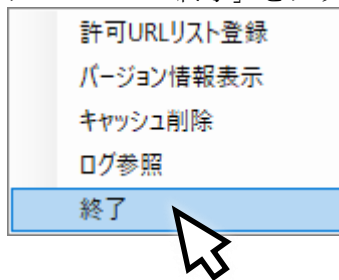 許可URLリスト登録
バージョン情報表示
キャッシュ削除
ログ参照
終了